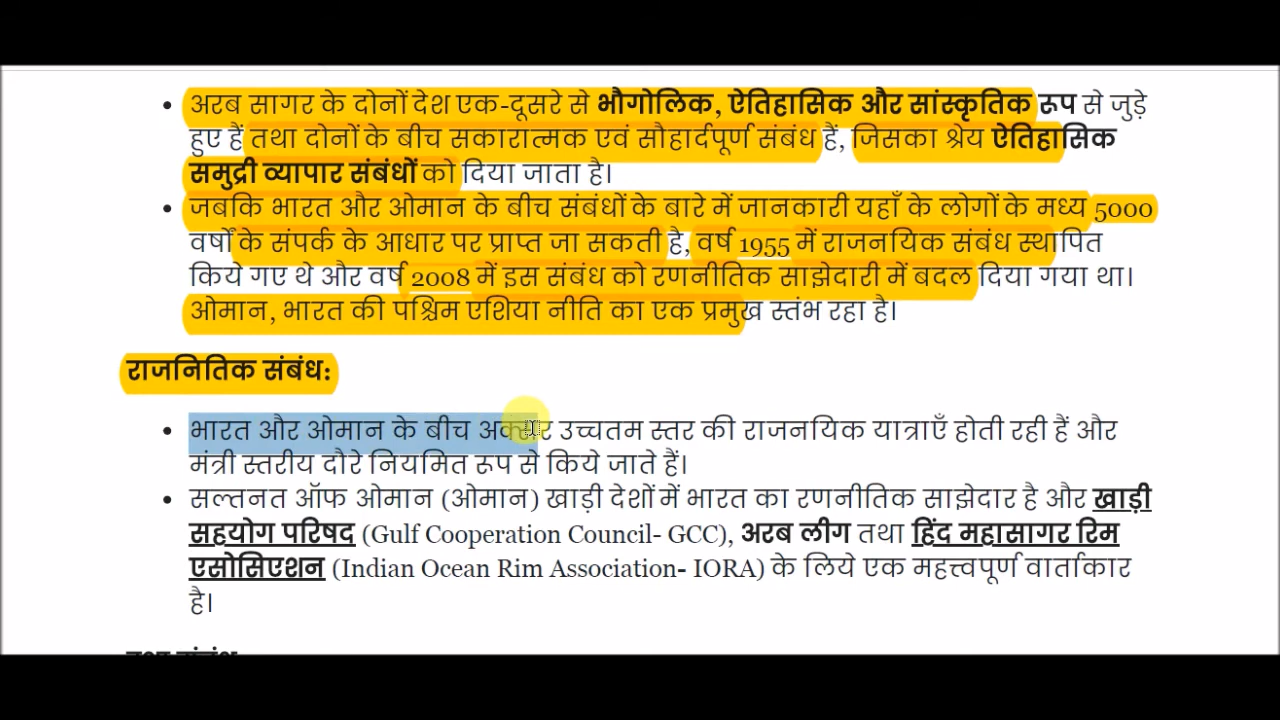 अरब सागर के दोनों देश एक-दूसरे से भौगोलिक, ऐतिहासिक और सांस्कृतिक रूप से जुड़े
हुए हैं तथा दोनों के बीच सकारात्मक एवं सौहार्दपूर्ण संबंध हैं, जिसका श्रेय ऐतिहासिक
समुद्री व्यापार संबंधों को दिया जाता है।
जबकि भारत और ओमान के बीच संबंधों के बारे में जानकारी यहाँ के लोगों के मध्य 5000
वर्षों के संपर्क के आधार पर प्राप्त जा सकती है, वर्ष 1955 में राजनयिक संबंध स्थापित
किये गए थे और वर्ष 2008 में इस संबंध को रणनीतिक साझेदारी में बदल दिया गया था।
ओमान, भारत की पश्चिम एशिया नीति का एक प्रमुख स्तंभ रहा है।
राजनितिक संबंध:
भारत और ओमान के बीच अक्सर उच्चतम स्तर की राजनयिक यात्राएँ होती रही हैं और
मंत्री स्तरीय दौरे नियमित रूप से किये जाते हैं।
सल्तनत ऑफ ओमान (ओमान) खाड़ी देशों में भारत का रणनीतिक साझेदार है और खाड़ी
सहयोग परिषद (Gulf Cooperation Council- GCC), अरब लीग तथा हिंद महासागर रिम
एसोसिएशन (Indian Ocean Rim Association- IORA) के लिये एक महत्त्वपूर्ण वार्ताकार
है।